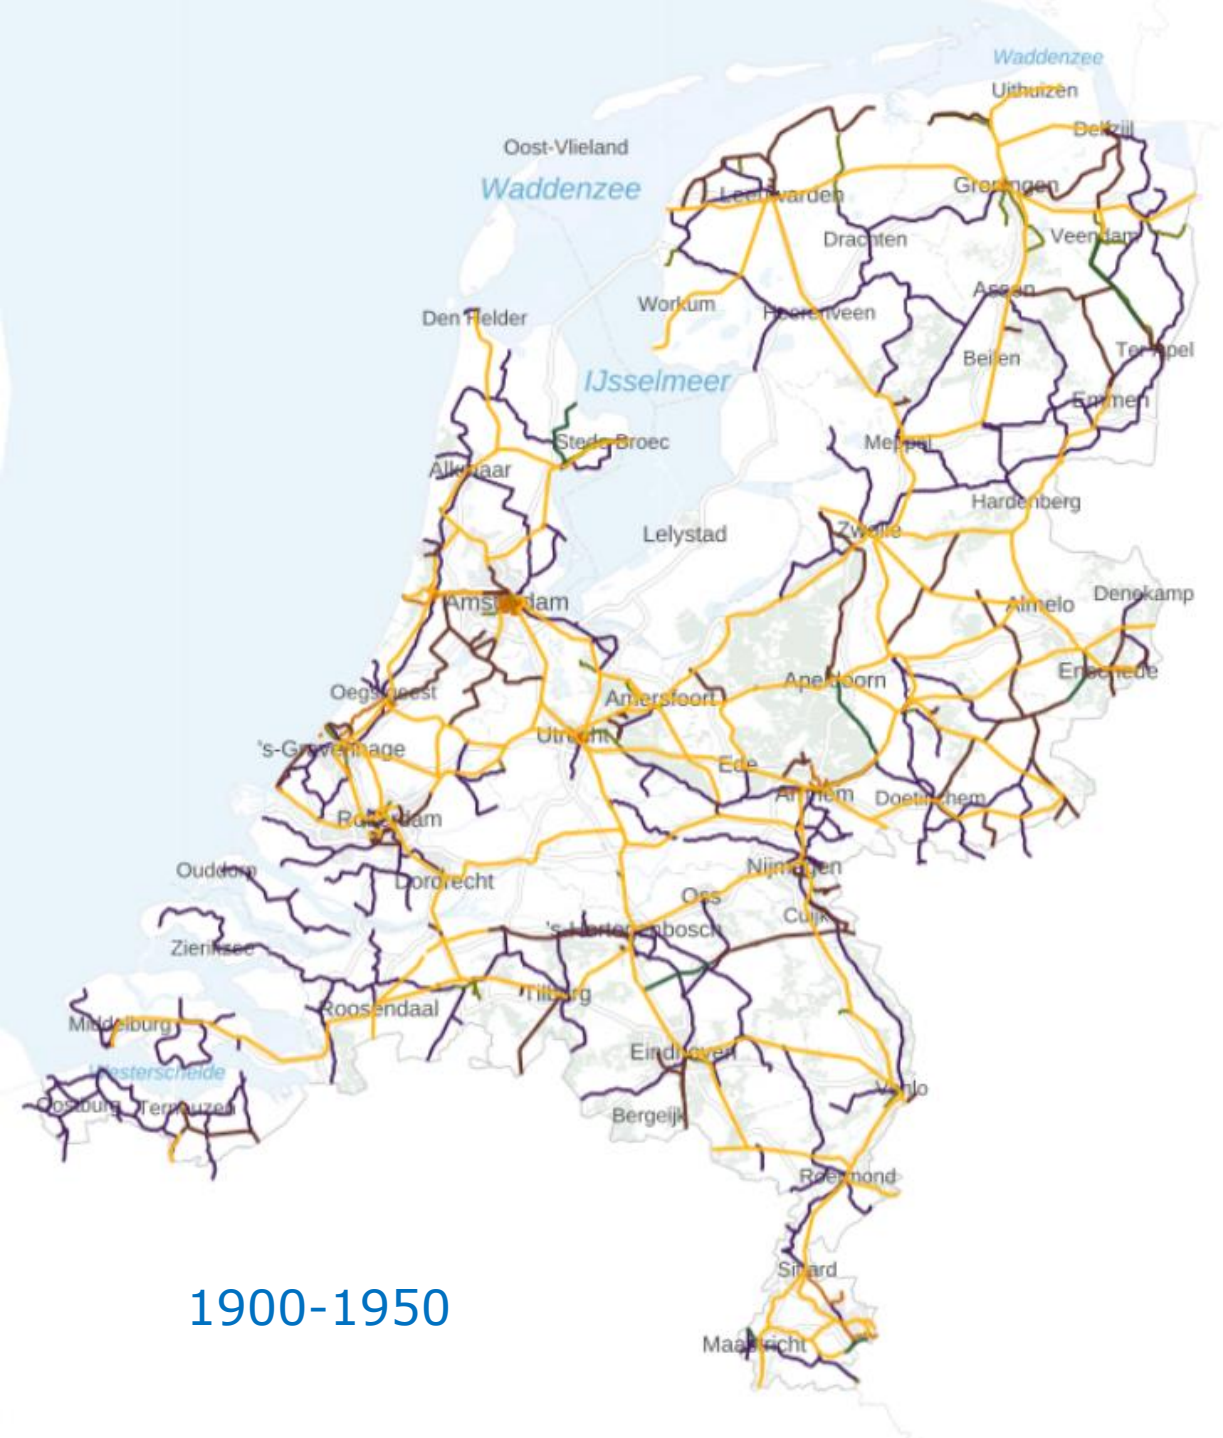 Waddenzee
Uithuizen
Delfzijl
Oost-Vlieland
Waddenzee
Leeuwarden
Groningen
Drachten
Veendam
Assen
Workum
Heerenveen
Den Helder
Beilen
Ter Apel
IJsselmeer
Emmen
Stede Broec
Meppel
Alkmaar
Hardenberg
Lelystad
Zwolle
Amsterdam
Almelo
Denekamp
Enschede
Oegstgeest
Apeldoorn
Amersfoort
Utrecht
's-Gravenhage
Ede
Arnhem
Doetinchem
Rotterdam
Ouddorp
Dordrecht
Nijmegen
Oss
Cuijk
's-Hertogenbosch
Zierikzee
Tilburg
Roosendaal
Middelburg
Eindhoven
Westerschelde
Venlo
Oostburg
Terneuzen
Bergeijk
Roermond
Sittard
1900-1950
Maastricht